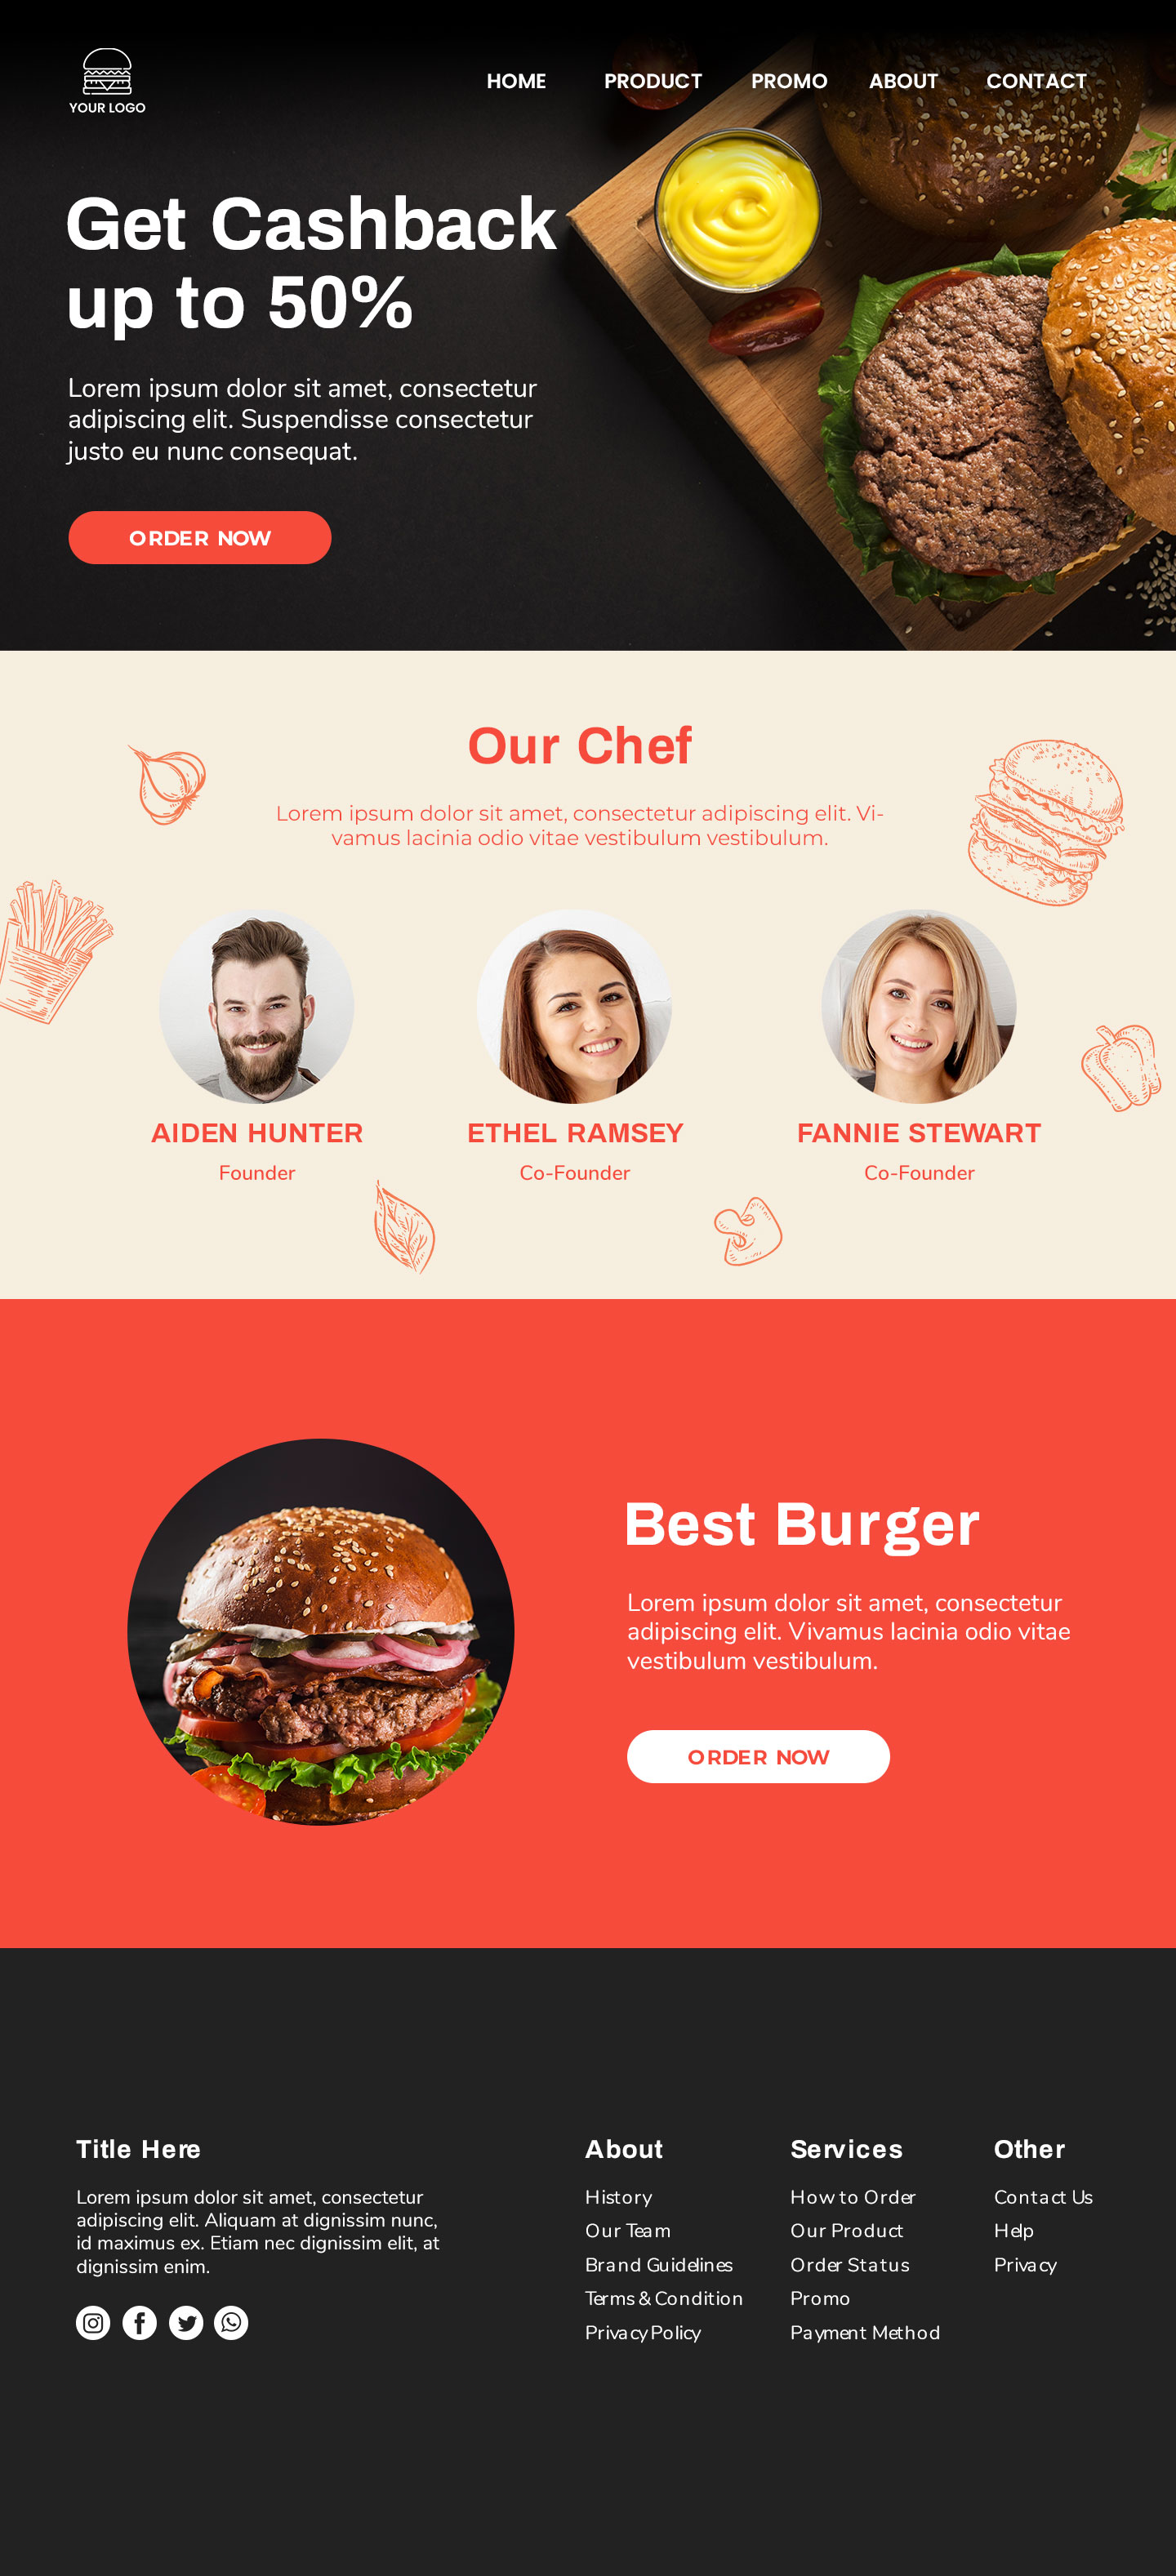 YOUR LOGO
HOME PRODUCT PROMO ABOUT CONTACT
Get Cashback
up to 50%
Lorem ipsum dolor sit amet, consectetur
adipiscing elit. Suspendisse consectetur
justo eu nunc consequat.
ORDER NOW
Our Chef
Lorem ipsum dolor sit amet, consectetur adipiscing elit. Vi-
vamus lacinia odio vitae vestibulum vestibulum.
AIDEN HUNTER
Founder
ETHEL RAMSEY
Co-Founder
FANNIE STEWART
Co-Founder
Best Burger
Lorem ipsum dolor sit amet, consectetur
adipiscing elit. Vivamus lacinia odio vitae
vestibulum vestibulum.
ORDER NOW
Title Here
Lorem ipsum dolor sit amet, consectetur
adipiscing elit. Aliquam at dignissim nunc,
id maximus ex. Etiam nec dignissim elit, at
dignissim enim.
About
History
Our Team
Brand Guidelines
Terms & Condition
Privacy Policy
Services
How to Order
Our Product
Order Status
Promo
Payment Method
Other
Contact Us
Help
Privacy